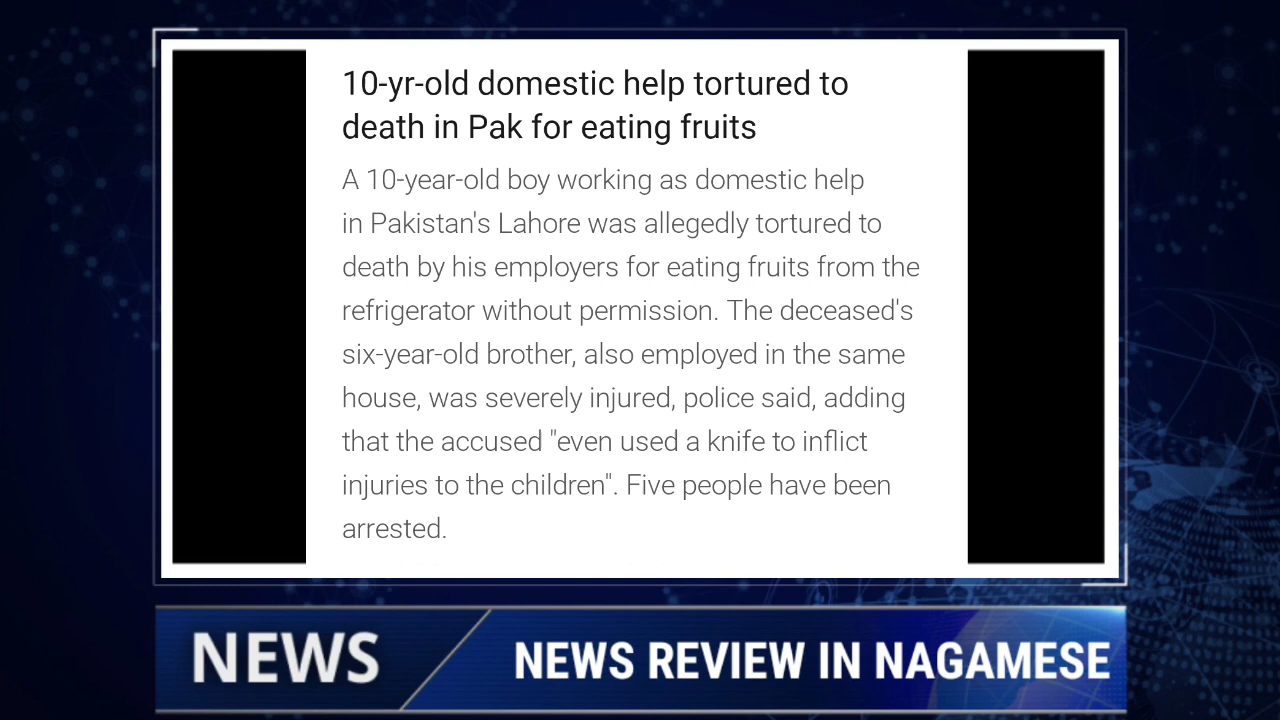 10-yr-old domestic help tortured to
death in Pak for eating fruits
A 10-year-old boy working as domestic help
in Pakistan's Lahore was allegedly tortured to
death by his employers for eating fruits from the
refrigerator without permission. The deceased's
six-year-old brother, also employed in the same
house, was severely injured, police said, adding
that the accused "even used a knife to inflict
injuries to the children". Five people have been
arrested.
NEWS
NEWS REVIEW IN NAGAMESE